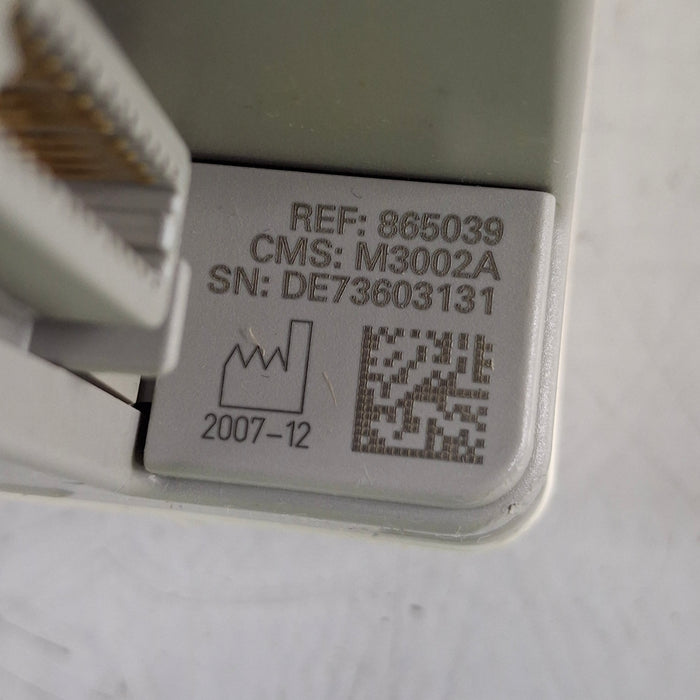 REF: 865039
CMS: M3002A
SN: DE73603131
2007-12